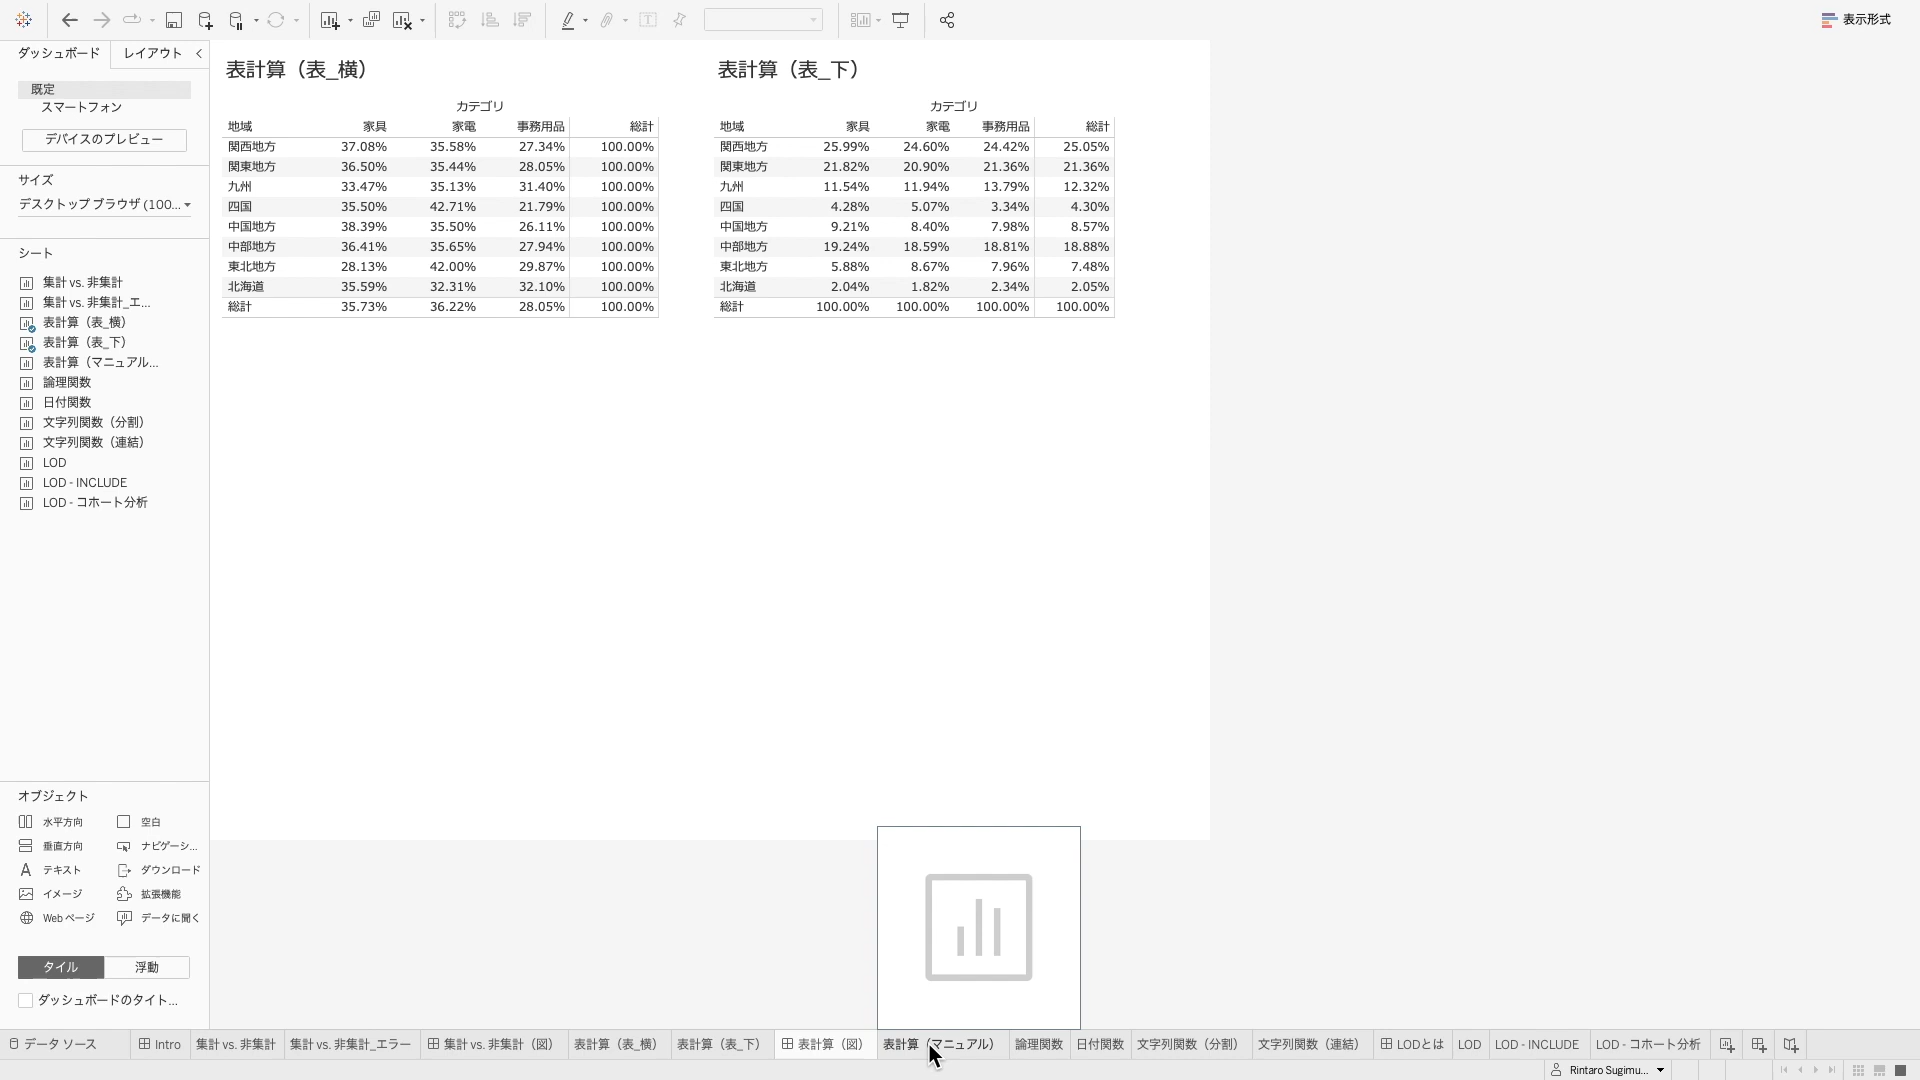 表示形式
ダッシュボード レイアウト
既定
スマートフォン
デバイスのプレビュー
サイズ
デスクトップ ブラウザ (100...
シート
集計 vs. 非集計
集計 vs. 非集計_エ...
表計算（表_横）
表計算（表_下）
表計算（マニュアル...
論理関数
日付関数
文字列関数（分割）
文字列関数（連結）
LOD
LOD - INCLUDE
LOD - コホート分析
オブジェクト
水平方向 空白
垂直方向 ナビゲーシ...
テキスト ダウンロード
イメージ 拡張機能
Web ページ データに聞く
タイル 浮動
ダッシュボードのタイト...
表計算（表_横）
カテゴリ
地域 家具 家電 事務用品 総計
関西地方 37.08% 35.58% 27.34% 100.00%
関東地方 36.50% 35.44% 28.05% 100.00%
九州 33.47% 35.13% 31.40% 100.00%
四国 35.50% 42.71% 21.79% 100.00%
中国地方 38.39% 35.50% 26.11% 100.00%
中部地方 36.41% 35.65% 27.94% 100.00%
東北地方 28.13% 42.00% 29.87% 100.00%
北海道 35.59% 32.31% 32.10% 100.00%
総計 35.73% 36.22% 28.05% 100.00%
表計算（表_下）
カテゴリ
地域 家具 家電 事務用品 総計
関西地方 25.99% 24.60% 24.42% 25.05%
関東地方 21.82% 20.90% 21.36% 21.36%
九州 11.54% 11.94% 13.79% 12.32%
四国 4.28% 5.07% 3.34% 4.30%
中国地方 9.21% 8.40% 7.98% 8.57%
中部地方 19.24% 18.59% 18.81% 18.88%
東北地方 5.88% 8.67% 7.96% 7.48%
北海道 2.04% 1.82% 2.34% 2.05%
総計 100.00% 100.00% 100.00% 100.00%
データ ソース Intro 集計 vs. 非集計 集計 vs. 非集計_エラー 集計 vs. 非集計（図） 表計算（表_横） 表計算（表_下） 表計算（図） 表計算（マニュアル） 論理関数 日付関数 文字列関数（分割） 文字列関数（連結） LODとは LOD LOD - INCLUDE LOD - コホート分析
Rintaro Sugimu...